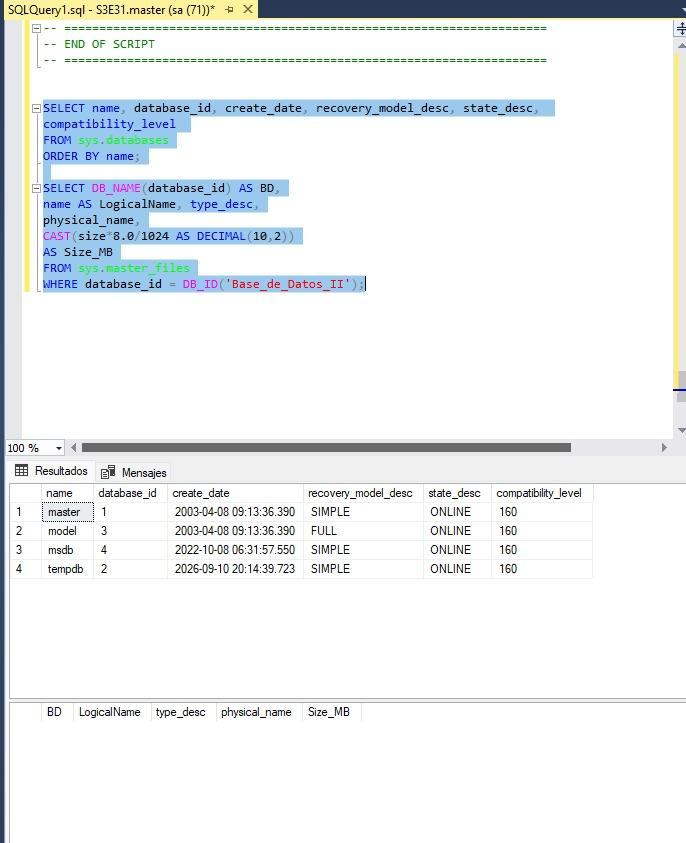 SQLQuery1.sql - S3E31.master (sa (71))*
-- ==================================================================
-- END OF SCRIPT
-- ==================================================================
SELECT name, database_id, create_date, recovery_model_desc, state_desc,
compatibility_level
FROM sys.databases
ORDER BY name;
SELECT DB_NAME(database_id) AS BD,
name AS LogicalName, type_desc,
physical_name,
CAST(size*8.0/1024 AS DECIMAL(10,2))
AS Size_MB
FROM sys.master_files
WHERE database_id = DB_ID('Base_de_Datos_II');
100 %
Resultados Mensajes
name database_id create_date recovery_model_desc state_desc compatibility_level
1 master 1 2003-04-08 09:13:36.390 SIMPLE ONLINE 160
2 model 3 2003-04-08 09:13:36.390 FULL ONLINE 160
3 msdb 4 2022-10-08 06:31:57.550 SIMPLE ONLINE 160
4 tempdb 2 2026-09-10 20:14:39.723 SIMPLE ONLINE 160
BD LogicalName type_desc physical_name Size_MB